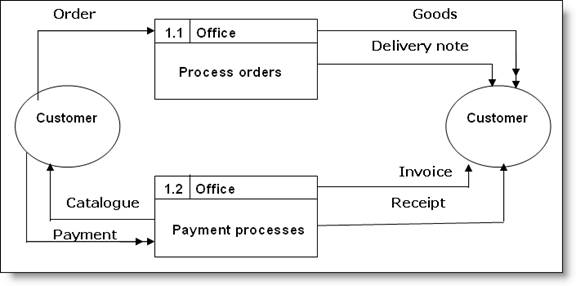 Order
Goods
1.1 Office
Delivery note
Process orders
Customer
Customer
Invoice
1.2 Office
Catalogue
Receipt
Payment
Payment processes